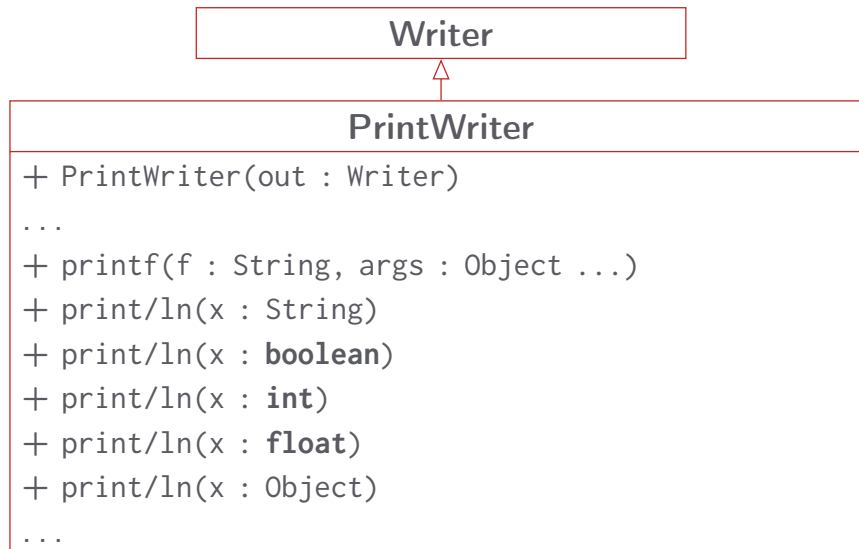 Writer
PrintWriter
+ PrintWriter(out : Writer)
...
+ printf(f : String, args : Object ...)
+ print/ln(x : String)
+ print/ln(x : boolean)
+ print/ln(x : int)
+ print/ln(x : float)
+ print/ln(x : Object)
...